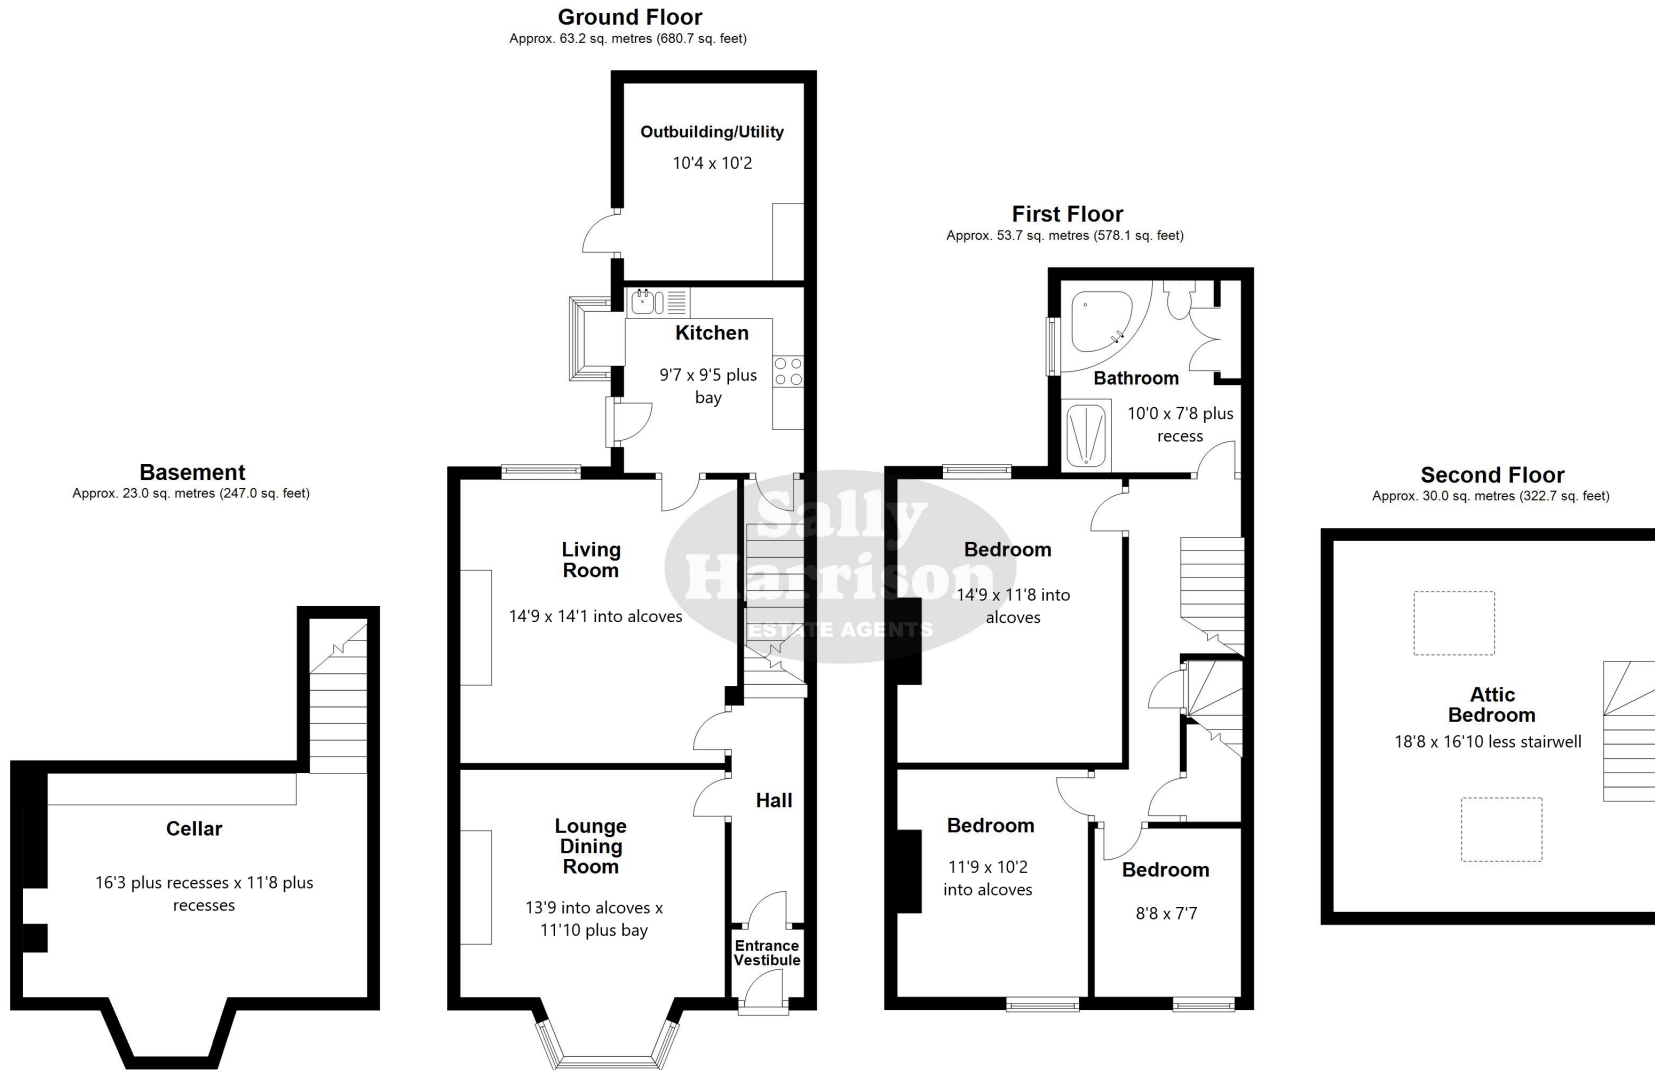 Ground Floor
Approx. 63.2 sq. metres (680.7 sq. feet)
Outbuilding/Utility
10'4 x 10'2
Kitchen
9'7 x 9'5 plus
bay
Living
Room
14'9 x 14'1 into alcoves
Lounge
Dining
Room
13'9 into alcoves x
11'10 plus bay
Hall
Entrance
Vestibule
First Floor
Approx. 53.7 sq. metres (578.1 sq. feet)
Bathroom
10'0 x 7'8 plus
recess
Bedroom
14'9 x 11'8 into
alcoves
Bedroom
11'9 x 10'2
into alcoves
Bedroom
8'8 x 7'7
Basement
Approx. 23.0 sq. metres (247.0 sq. feet)
Cellar
16'3 plus recesses x 11'8 plus
recesses
Second Floor
Approx. 30.0 sq. metres (322.7 sq. feet)
Attic
Bedroom
18'8 x 16'10 less stairwell
Sally
Harrison
ESTATE AGENTS